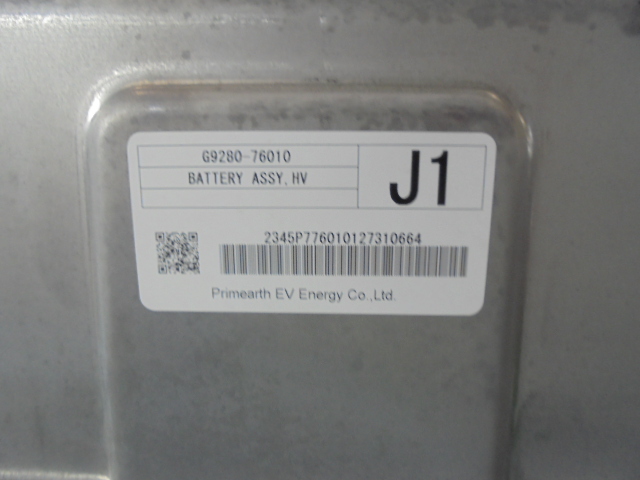 G9280-76010
BATTERY ASSY,HV
J1
2345P776010127310664
Primearth EV Energy Co.,Ltd.